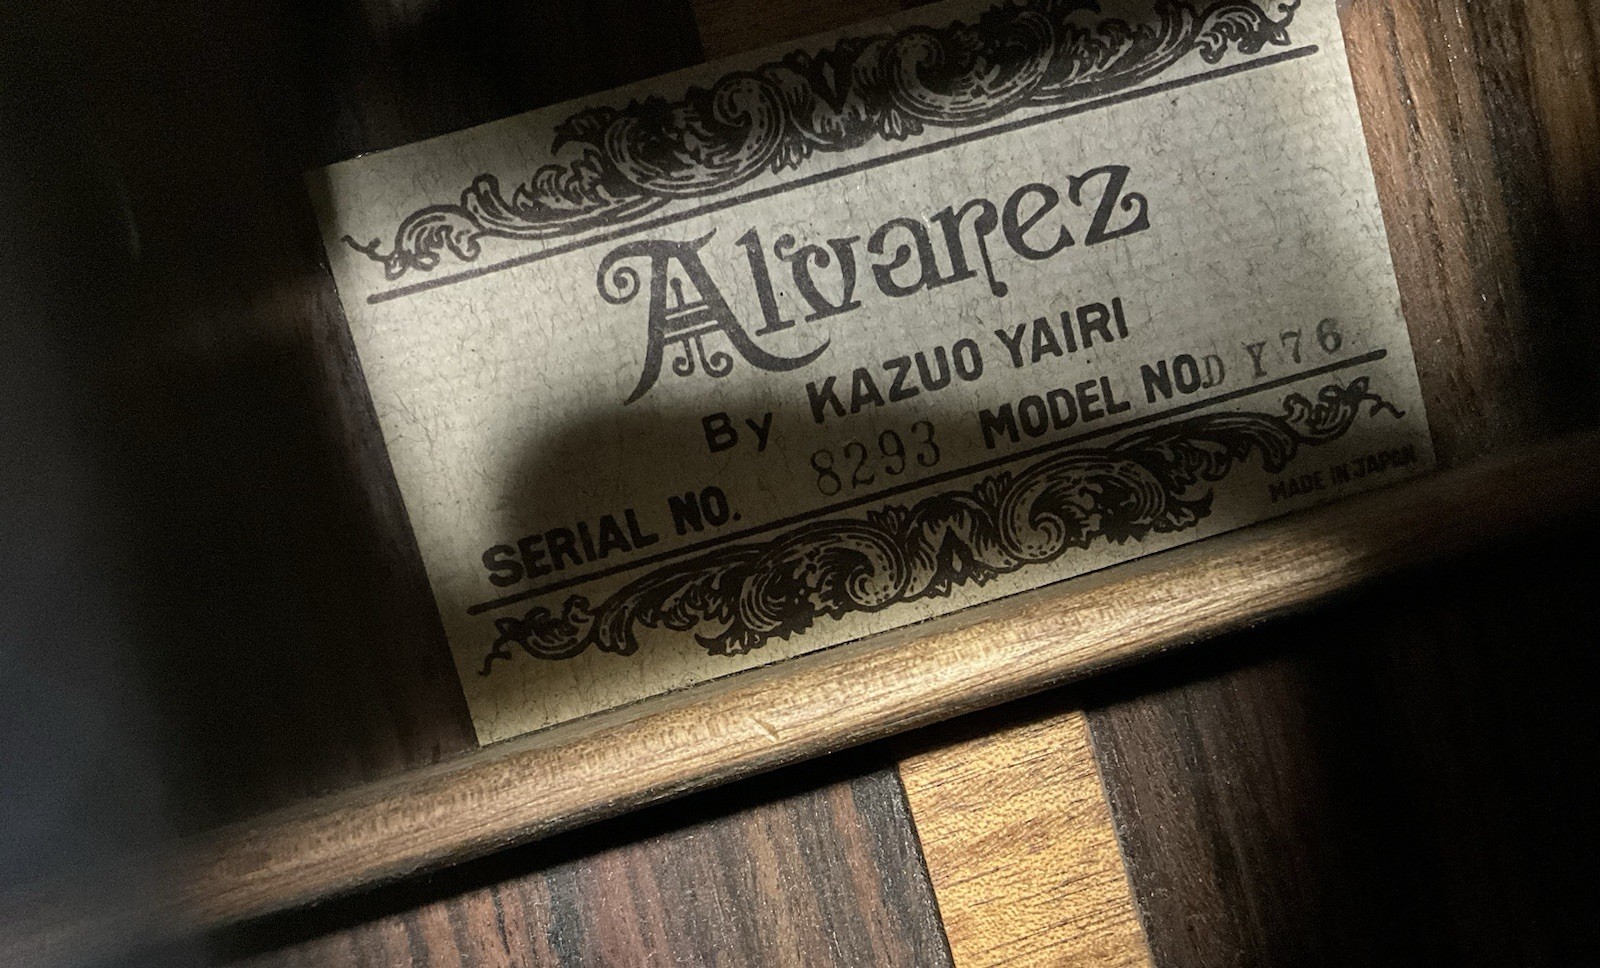 Alvarez
By KAZUO YAIRI
SERIAL NO. 8293 MODEL NO. DY76
MADE IN JAPAN